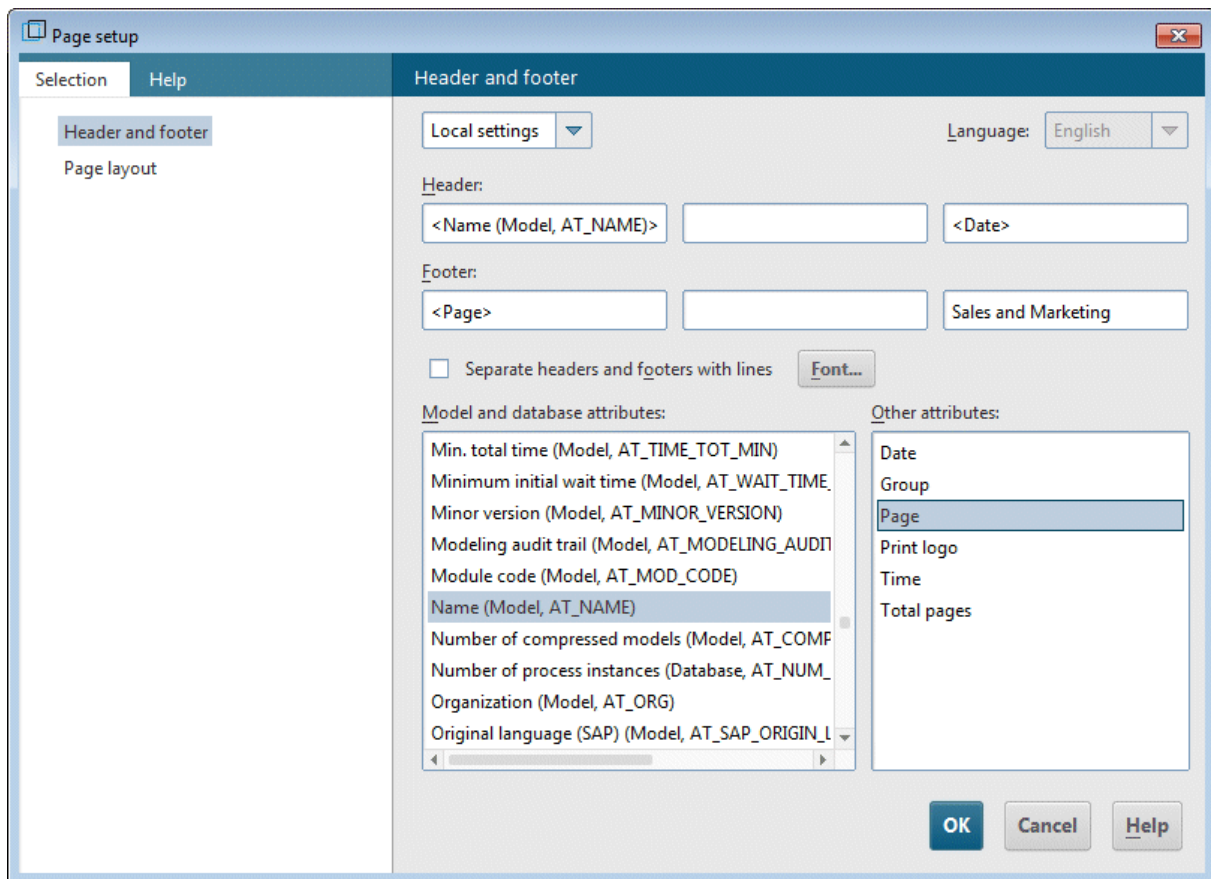 Page setup
Selection
Help
Header and footer
Page layout
Header and footer
Local settings
Language: English
Header:
<Name (Model, AT_NAME)> <Date>
Footer:
<Page> Sales and Marketing
Separate headers and footers with lines Font...
Model and database attributes:
Min. total time (Model, AT_TIME_TOT_MIN)
Minimum initial wait time (Model, AT_WAIT_TIME_
Minor version (Model, AT_MINOR_VERSION)
Modeling audit trail (Model, AT_MODELING_AUDIT
Module code (Model, AT_MOD_CODE)
Name (Model, AT_NAME)
Number of compressed models (Model, AT_COMP
Number of process instances (Database, AT_NUM_
Organization (Model, AT_ORG)
Original language (SAP) (Model, AT_SAP_ORIGIN_L
Other attributes:
Date
Group
Page
Print logo
Time
Total pages
OK Cancel Help